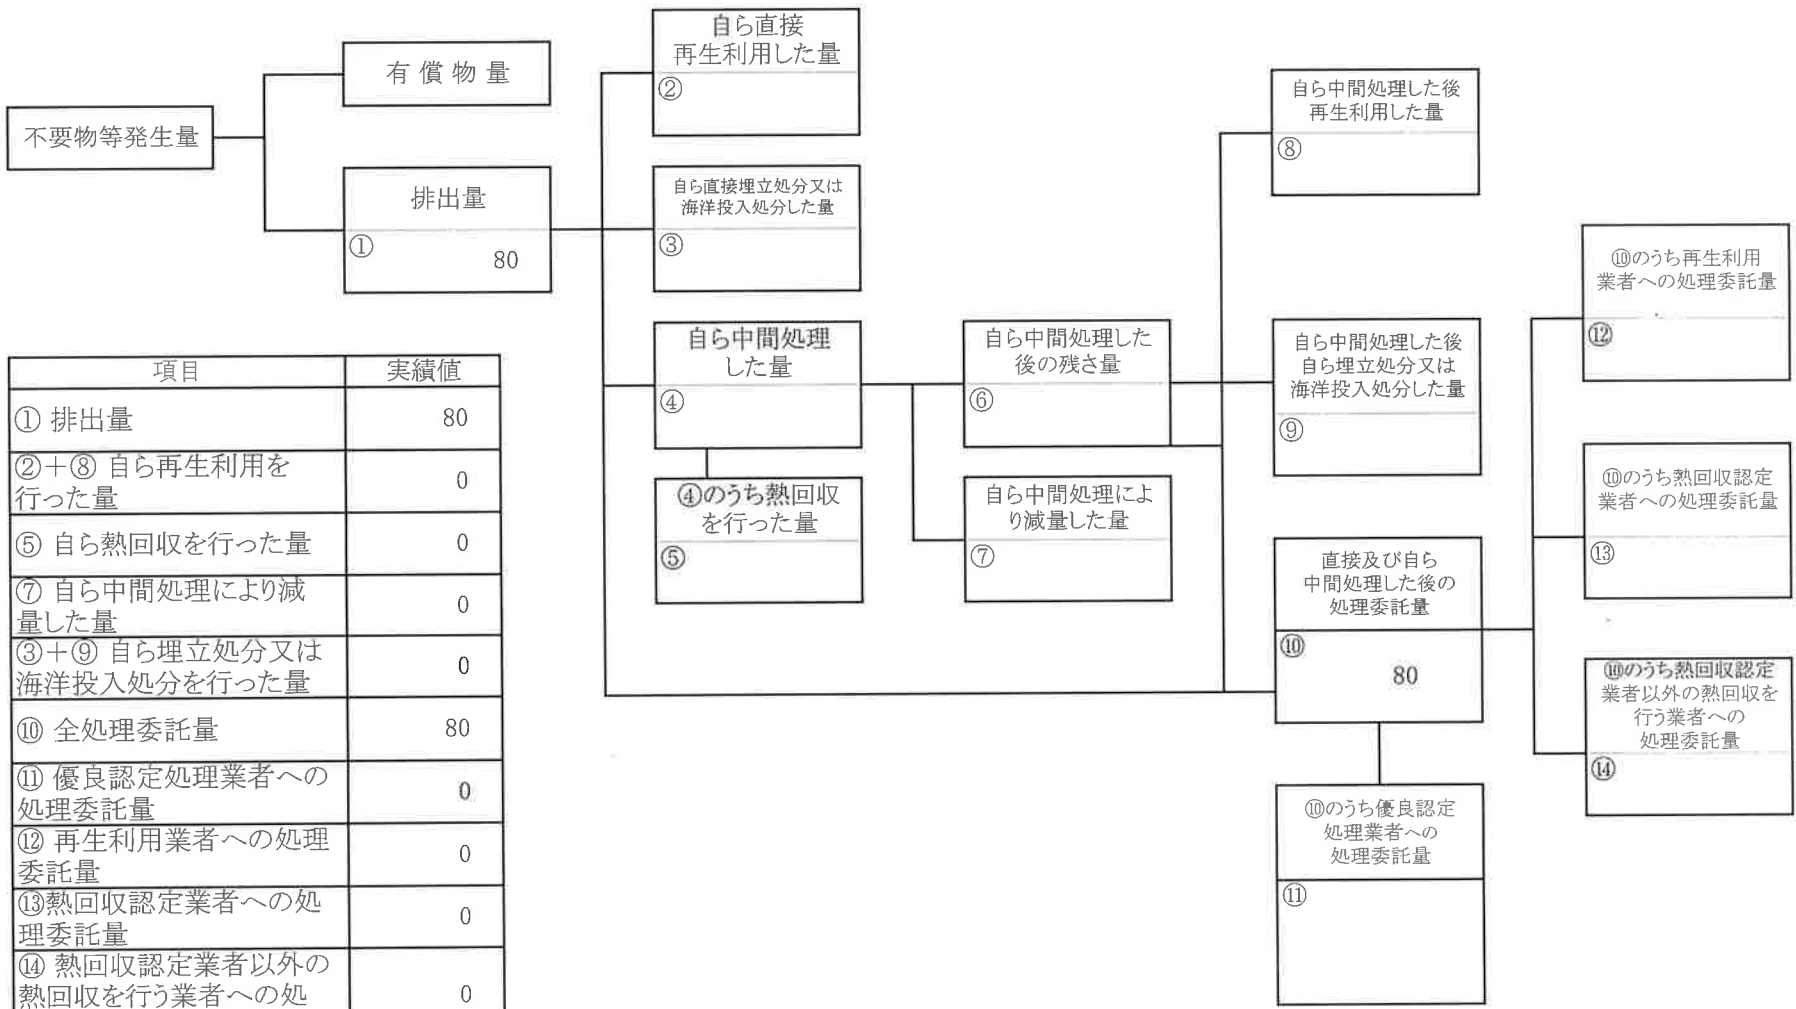 不要物等発生量
有償物量
排出量
①
80
自ら直接
再生利用した量
②
自ら直接埋立処分又は
海洋投入処分した量
③
自ら中間処理
した量
④
④のうち熱回収
を行った量
⑤
自ら中間処理した
後の残さ量
⑥
自ら中間処理によ
り減量した量
⑦
自ら中間処理した後
再生利用した量
⑧
自ら中間処理した後
自ら埋立処分又は
海洋投入処分した量
⑨
直接及び自ら
中間処理した後の
処理委託量
⑩
80
⑩のうち優良認定
処理業者への
処理委託量
⑪
⑩のうち再生利用
業者への処理委託量
⑫
⑩のうち熱回収認定
業者への処理委託量
⑬
⑩のうち熱回収認定
業者以外の熱回収を
行う業者への
処理委託量
⑭
項目 実績値
① 排出量 80
②+⑧ 自ら再生利用を
行った量 0
⑤ 自ら熱回収を行った量 0
⑦ 自ら中間処理により減
量した量 0
③+⑨ 自ら埋立処分又は
海洋投入処分を行った量 0
⑩ 全処理委託量 80
⑪ 優良認定処理業者への
処理委託量 0
⑫ 再生利用業者への処理
委託量 0
⑬熱回収認定業者への処
理委託量 0
⑭ 熱回収認定業者以外の
熱回収を行う業者への処 0